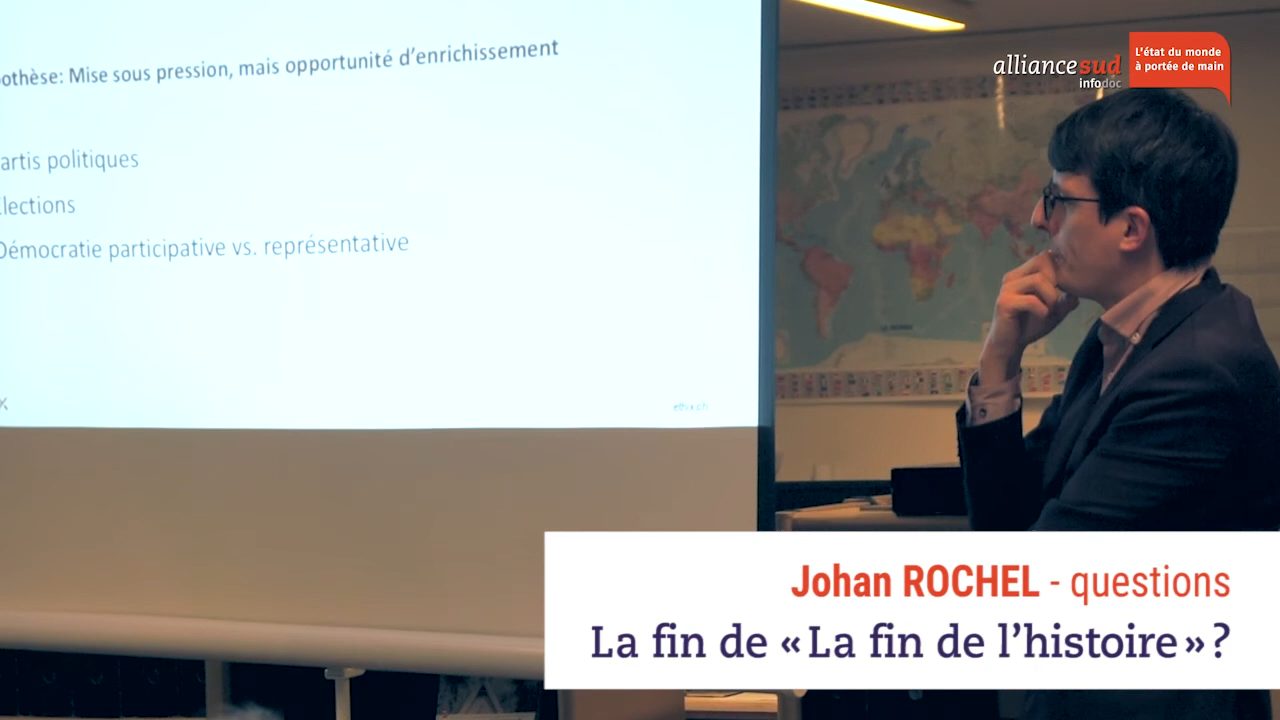 othèse: Mise sous pression, mais opportunité d'enrichissement
artis politiques
lections
Démocratie participative vs. représentative
ethix.ch
alliancesud
infodoc
L'état du monde
à portée de main
Johan ROCHEL - questions
La fin de « La fin de l'histoire » ?